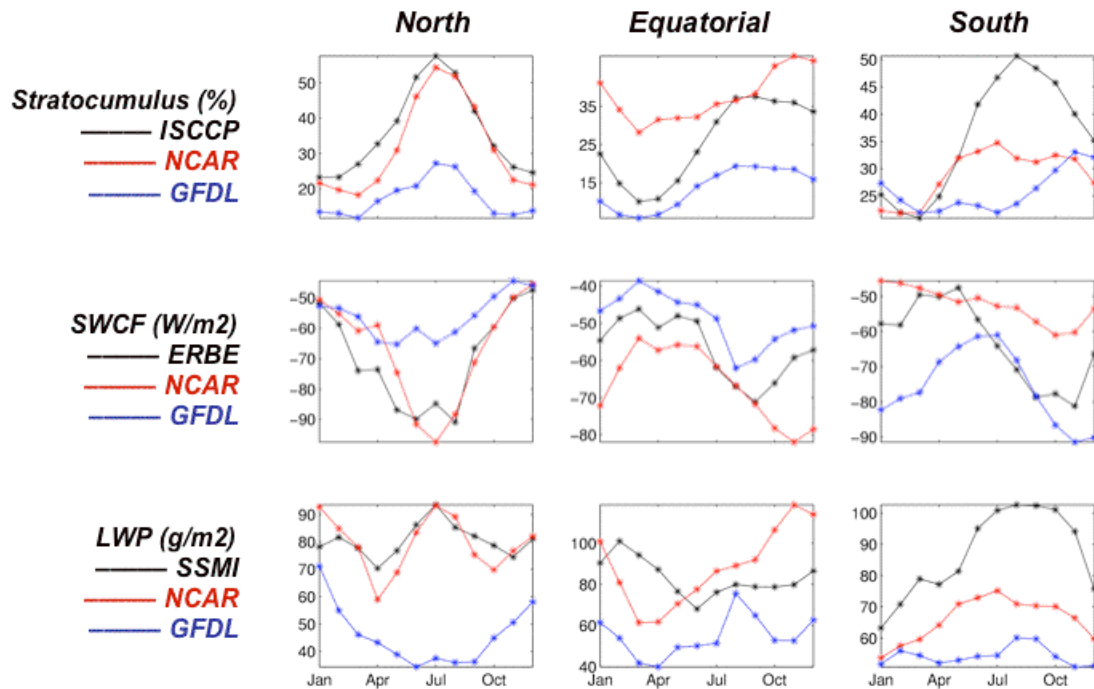 North Equatorial South
Stratocumulus (%)
ISCCP
NCAR
GFDL
50
40
30
20
35
25
15
50
45
40
35
30
25
SWCF (W/m2)
ERBE
NCAR
GFDL
−50
−60
−70
−80
−90
−40
−50
−60
−70
−80
−50
−60
−70
−80
−90
LWP (g/m2)
SSMI
NCAR
GFDL
90
80
70
60
50
40
100
80
60
40
100
90
80
70
60
Jan Apr Jul Oct
Jan Apr Jul Oct
Jan Apr Jul Oct